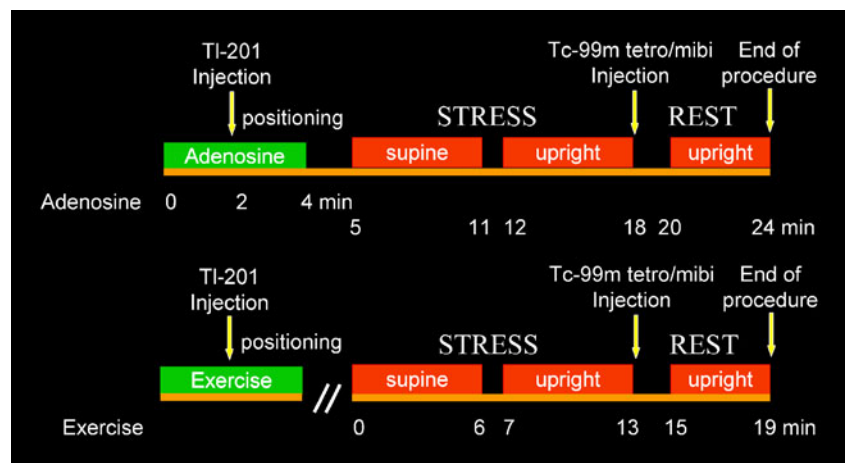 Tl-201 Injection
Tc-99m tetro/mibi Injection
End of procedure
positioning
STRESS
REST
Adenosine
supine
upright
upright
Adenosine 0 2 4 min
5 11 12 18 20 24 min
Tl-201 Injection
Tc-99m tetro/mibi Injection
End of procedure
positioning
STRESS
REST
Exercise
supine
upright
upright
//
Exercise 0 6 7 13 15 19 min